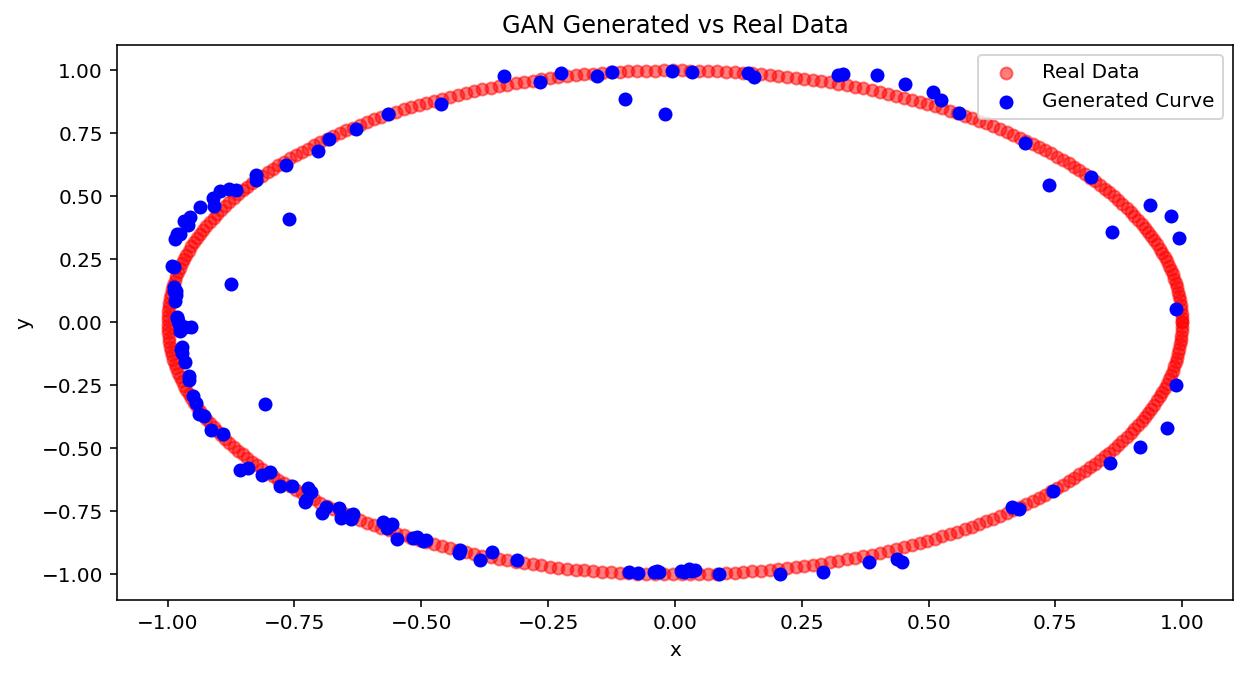 GAN Generated vs Real Data
Real Data
Generated Curve
1.00
0.75
0.50
0.25
0.00
−0.25
−0.50
−0.75
−1.00
y
−1.00 −0.75 −0.50 −0.25 0.00 0.25 0.50 0.75 1.00
x